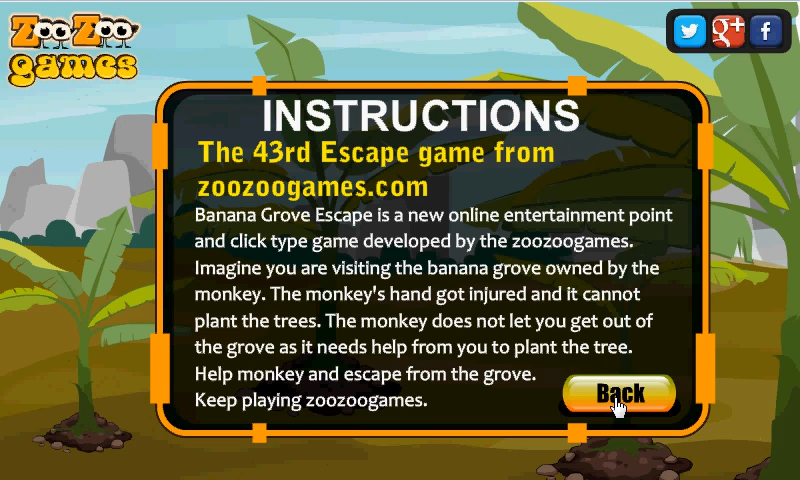 ZooZoo
games
INSTRUCTIONS
The 43rd Escape game from
zoozoogames.com
Banana Grove Escape is a new online entertainment point
and click type game developed by the zoozoogames.
Imagine you are visiting the banana grove owned by the
monkey. The monkey's hand got injured and it cannot
plant the trees. The monkey does not let you get out of
the grove as it needs help from you to plant the tree.
Help monkey and escape from the grove.
Keep playing zoozoogames.
Back